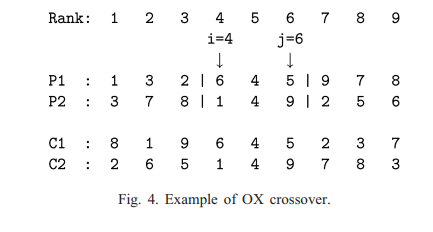 Rank: 1 2 3 4 5 6 7 8 9
i=4 j=6
↓ ↓
P1 : 1 3 2 | 6 4 5 | 9 7 8
P2 : 3 7 8 | 1 4 9 | 2 5 6
C1 : 8 1 9 6 4 5 2 3 7
C2 : 2 6 5 1 4 9 7 8 3
Fig. 4. Example of OX crossover.